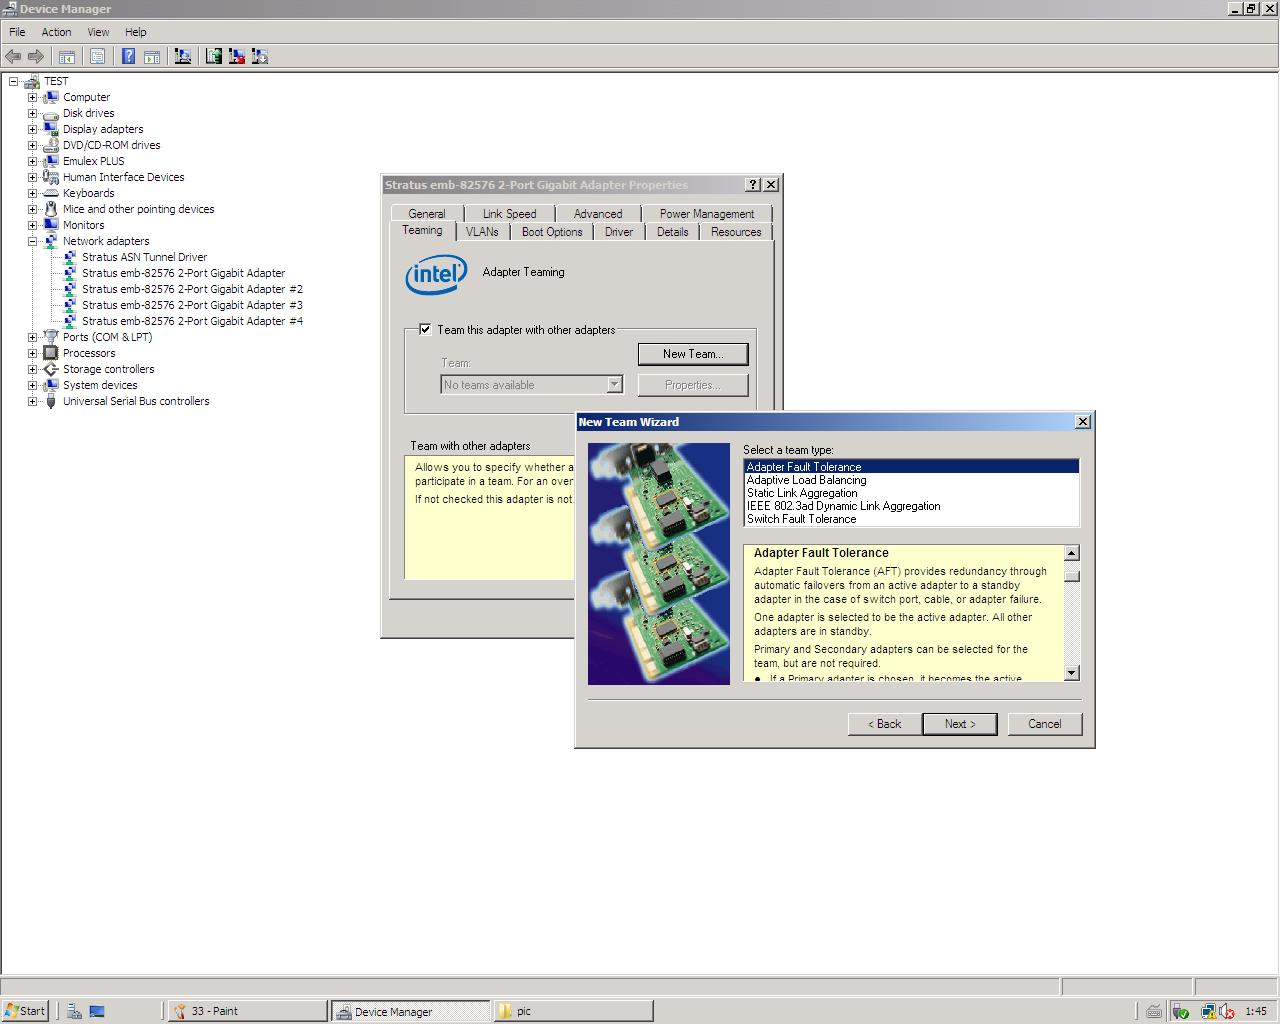 Device Manager
File Action View Help
TEST
Computer
Disk drives
Display adapters
DVD/CD-ROM drives
Emulex PLUS
Human Interface Devices
Keyboards
Mice and other pointing devices
Monitors
Network adapters
Stratus ASN Tunnel Driver
Stratus emb-82576 2-Port Gigabit Adapter
Stratus emb-82576 2-Port Gigabit Adapter #2
Stratus emb-82576 2-Port Gigabit Adapter #3
Stratus emb-82576 2-Port Gigabit Adapter #4
Ports (COM & LPT)
Processors
Storage controllers
System devices
Universal Serial Bus controllers
Stratus emb-82576 2-Port Gigabit Adapter Properties
General Link Speed Advanced Power Management
Teaming VLANs Boot Options Driver Details Resources
intel
Adapter Teaming
Team this adapter with other adapters
New Team...
Team:
No teams available
Properties...
Team with other adapters
Allows you to specify whether a
participate in a team. For an over
If not checked this adapter is not
New Team Wizard
Select a team type:
Adapter Fault Tolerance
Adaptive Load Balancing
Static Link Aggregation
IEEE 802.3ad Dynamic Link Aggregation
Switch Fault Tolerance
Adapter Fault Tolerance
Adapter Fault Tolerance (AFT) provides redundancy through
automatic failovers from an active adapter to a standby
adapter in the case of switch port, cable, or adapter failure.
One adapter is selected to be the active adapter. All other
adapters are in standby.
Primary and Secondary adapters can be selected for the
team, but are not required.
• If a Primary adapter is chosen, it becomes the active
< Back Next > Cancel
Start 33 - Paint Device Manager pic 1:45